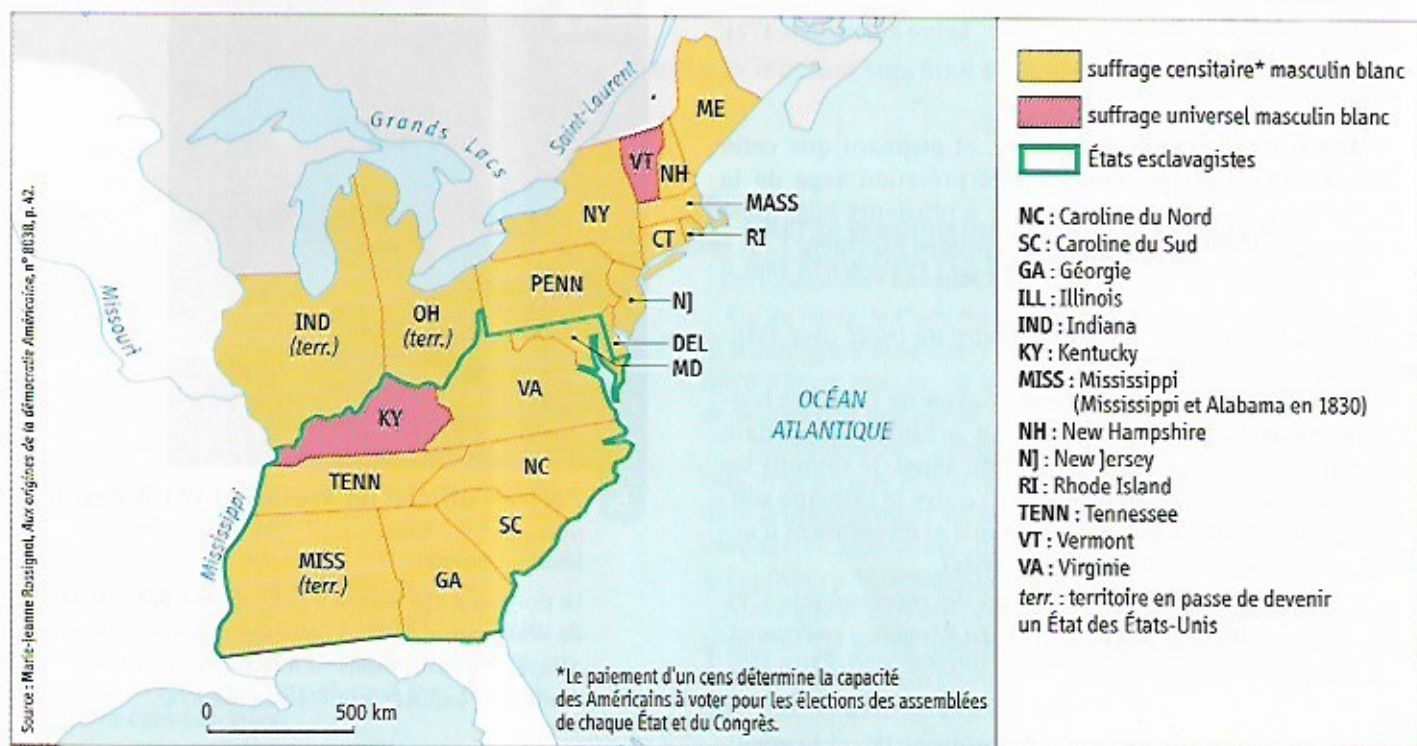 Source : Marie-Jeanne Rossignol, Aux origines de la démocratie Américaine, n° 8038, p. 42.
Grands Lacs
Saint-Laurent
Missouri
Mississippi
ME
VT
NH
NY
MASS
CT
RI
PENN
NJ
IND
(terr.)
OH
(terr.)
DEL
MD
VA
KY
OCÉAN
ATLANTIQUE
NC
TENN
SC
MISS
(terr.)
GA
0 500 km
*Le paiement d'un cens détermine la capacité
des Américains à voter pour les élections des assemblées
de chaque État et du Congrès.
suffrage censitaire* masculin blanc
suffrage universel masculin blanc
États esclavagistes
NC : Caroline du Nord
SC : Caroline du Sud
GA : Géorgie
ILL : Illinois
IND : Indiana
KY : Kentucky
MISS : Mississippi
(Mississippi et Alabama en 1830)
NH : New Hampshire
NJ : New Jersey
RI : Rhode Island
TENN : Tennessee
VT : Vermont
VA : Virginie
terr. : territoire en passe de devenir
un État des États-Unis